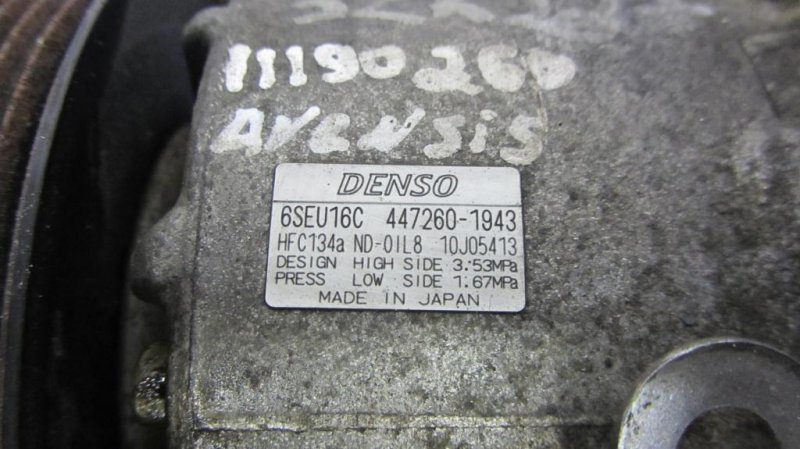 11190260
AVENSiS
DENSO
6SEU16C 447260-1943
HFC134a ND-OIL8 10J05413
DESIGN HIGH SIDE 3.53MPa
PRESS LOW SIDE 1.67MPa
MADE IN JAPAN